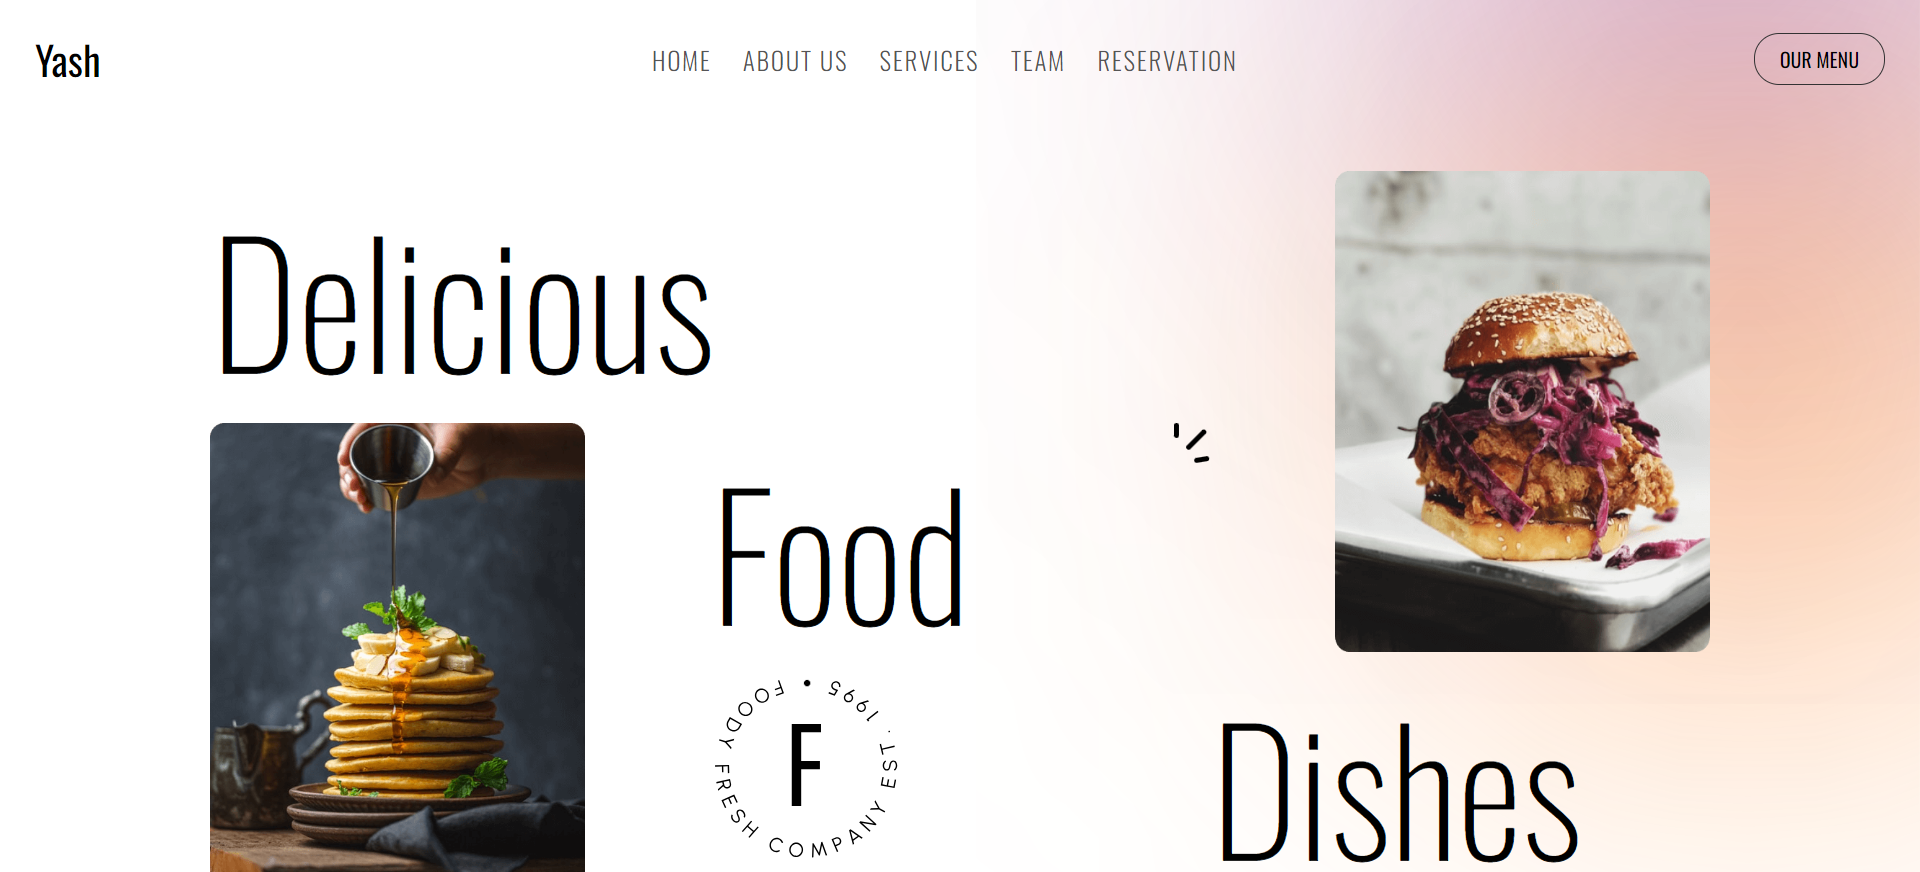 Yash
HOME ABOUT US SERVICES TEAM RESERVATION
OUR MENU
Delicious
Food
FOODY FRESH COMPANY EST. 1995 •
F
Dishes